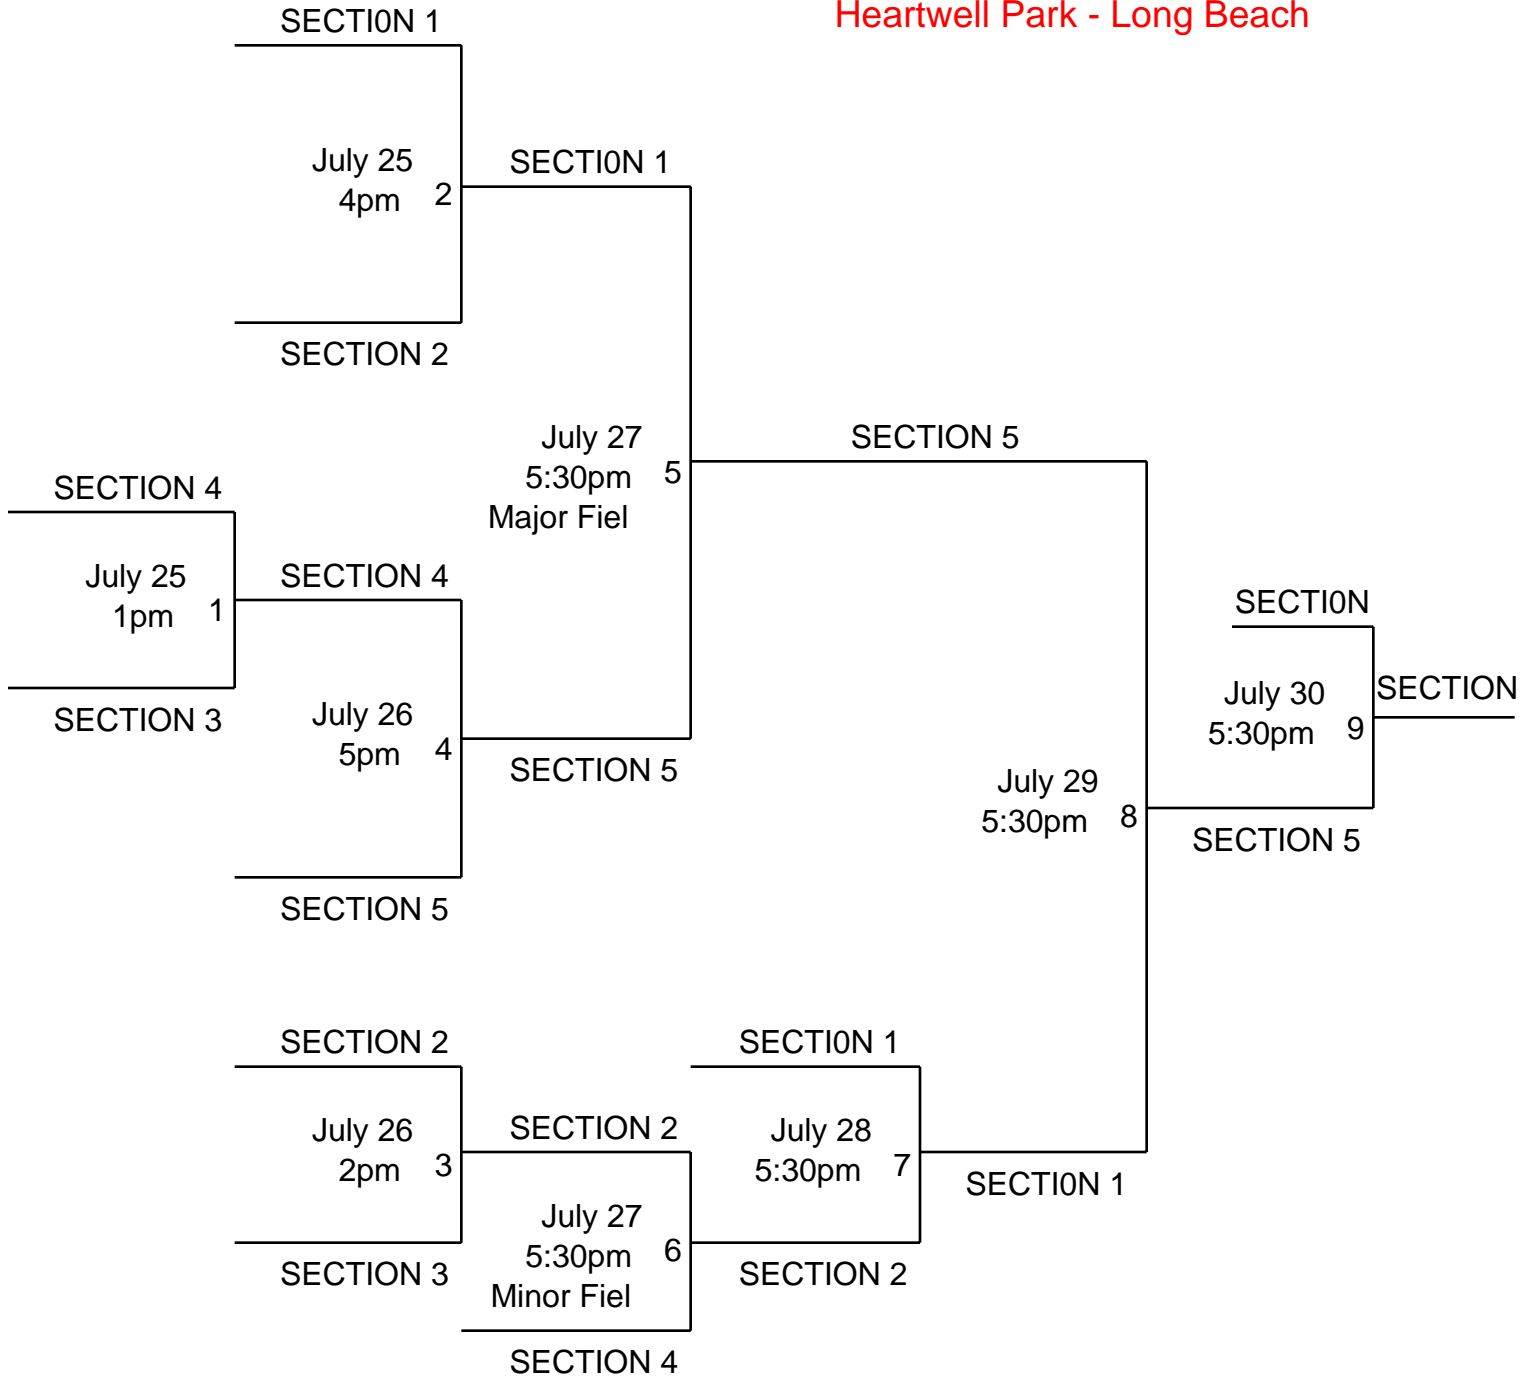 Heartwell Park - Long Beach
SECTI0N 1
July 25
4pm
2
SECTI0N 1
SECTION 2
July 27
5:30pm
Major Fiel
5
SECTION 5
SECTION 4
July 25
1pm
1
SECTION 4
SECTION 3
July 26
5pm
4
SECTION 5
SECTION 5
SECTI0N
July 30
5:30pm
9
SECTION
July 29
5:30pm
8
SECTION 5
SECTION 2
July 26
2pm
3
SECTION 2
SECTION 3
July 27
5:30pm
Minor Fiel
6
SECTION 4
SECTI0N 1
July 28
5:30pm
7
SECTION 2
SECTI0N 1